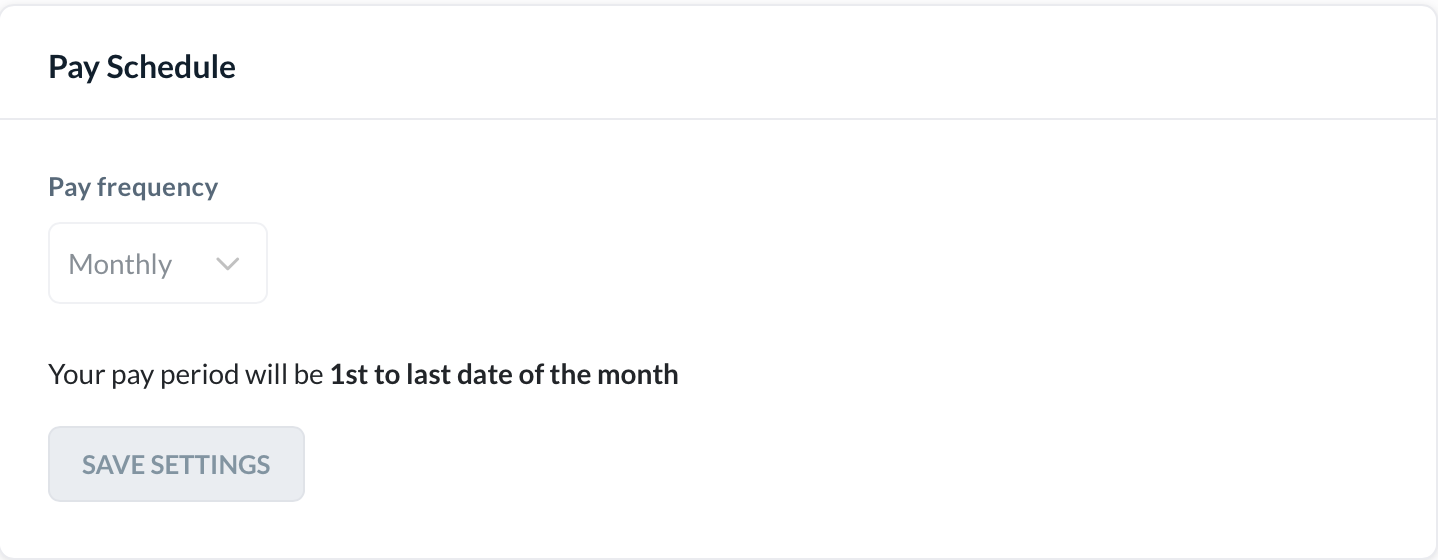 Pay Schedule
Pay frequency
Monthly
Your pay period will be 1st to last date of the month
SAVE SETTINGS